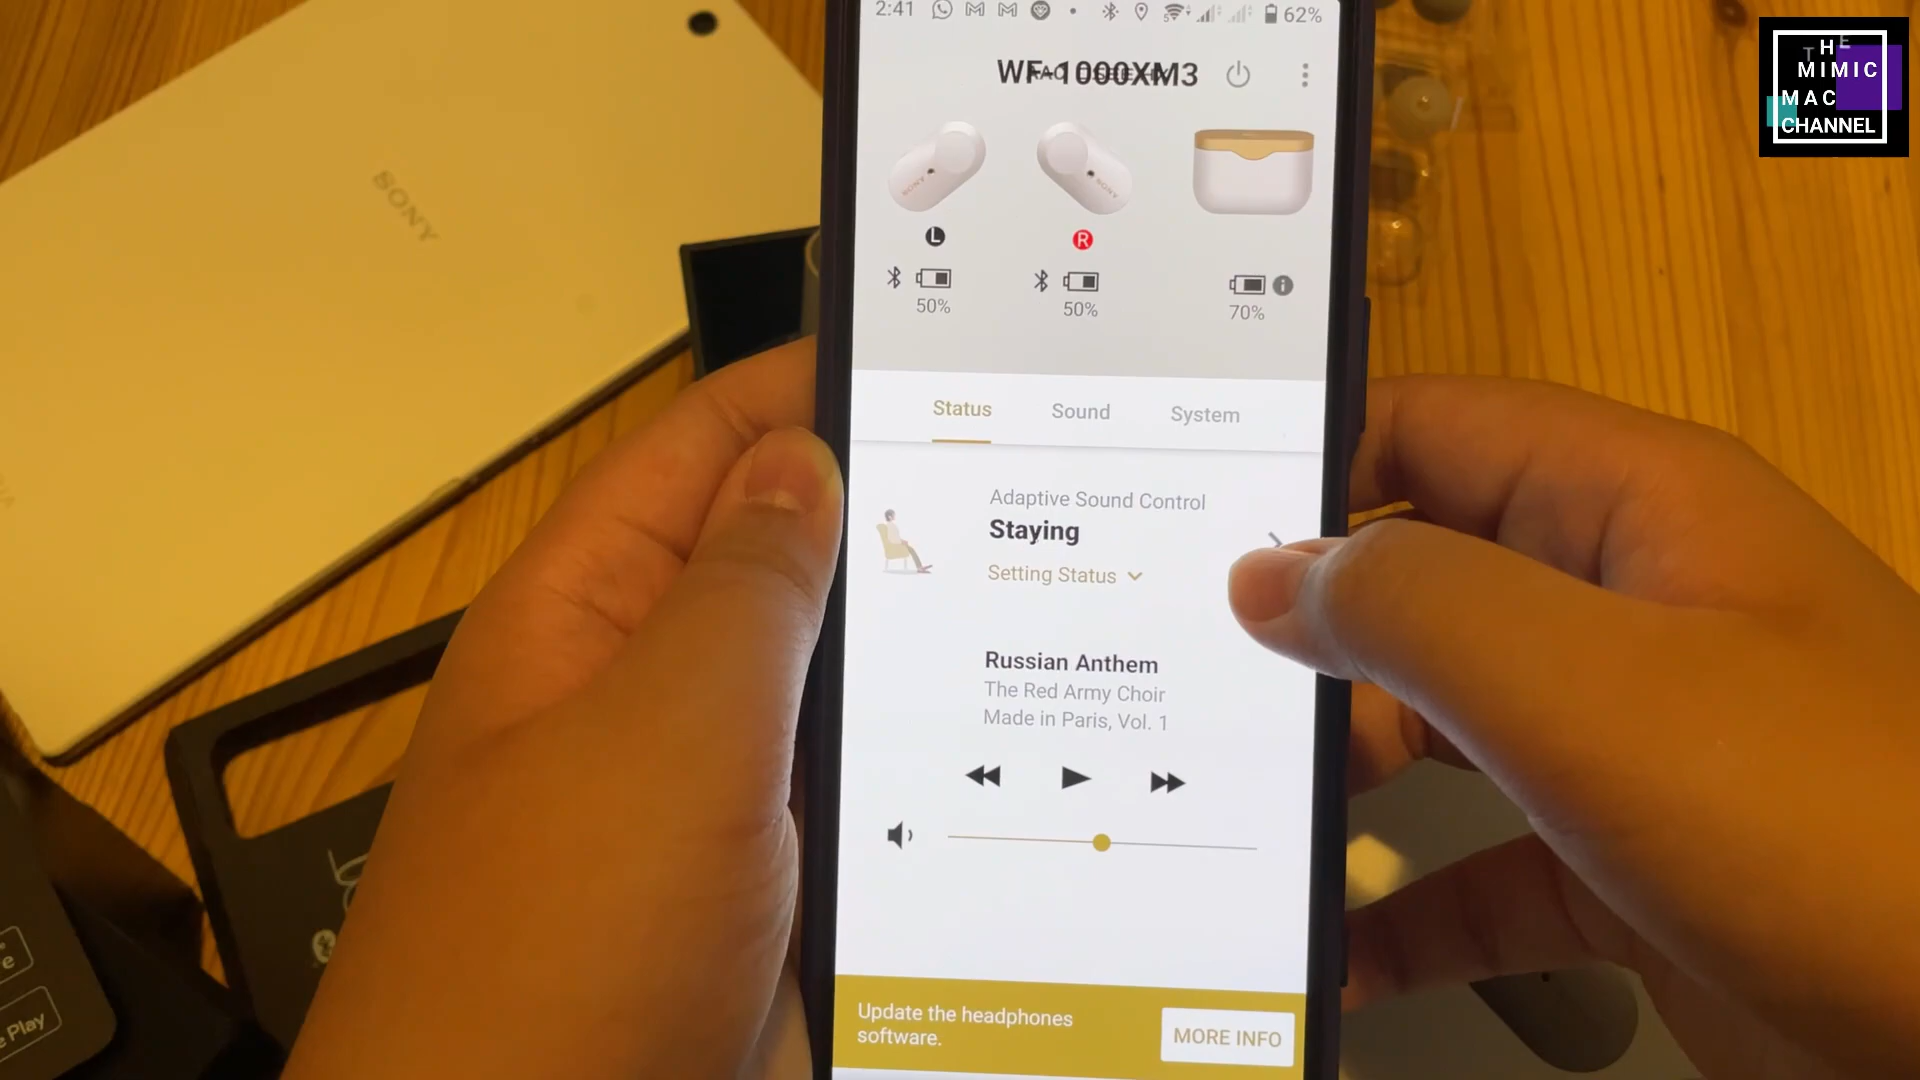 2:41 62%
WF-1000XM3
SONY SONY
L R
50% 50% 70%
Status Sound System
Adaptive Sound Control
Staying
Setting Status
Russian Anthem
The Red Army Choir
Made in Paris, Vol. 1
Update the headphones
software.
MORE INFO
SONY
Play
THE
MIMIC
MAC
CHANNEL